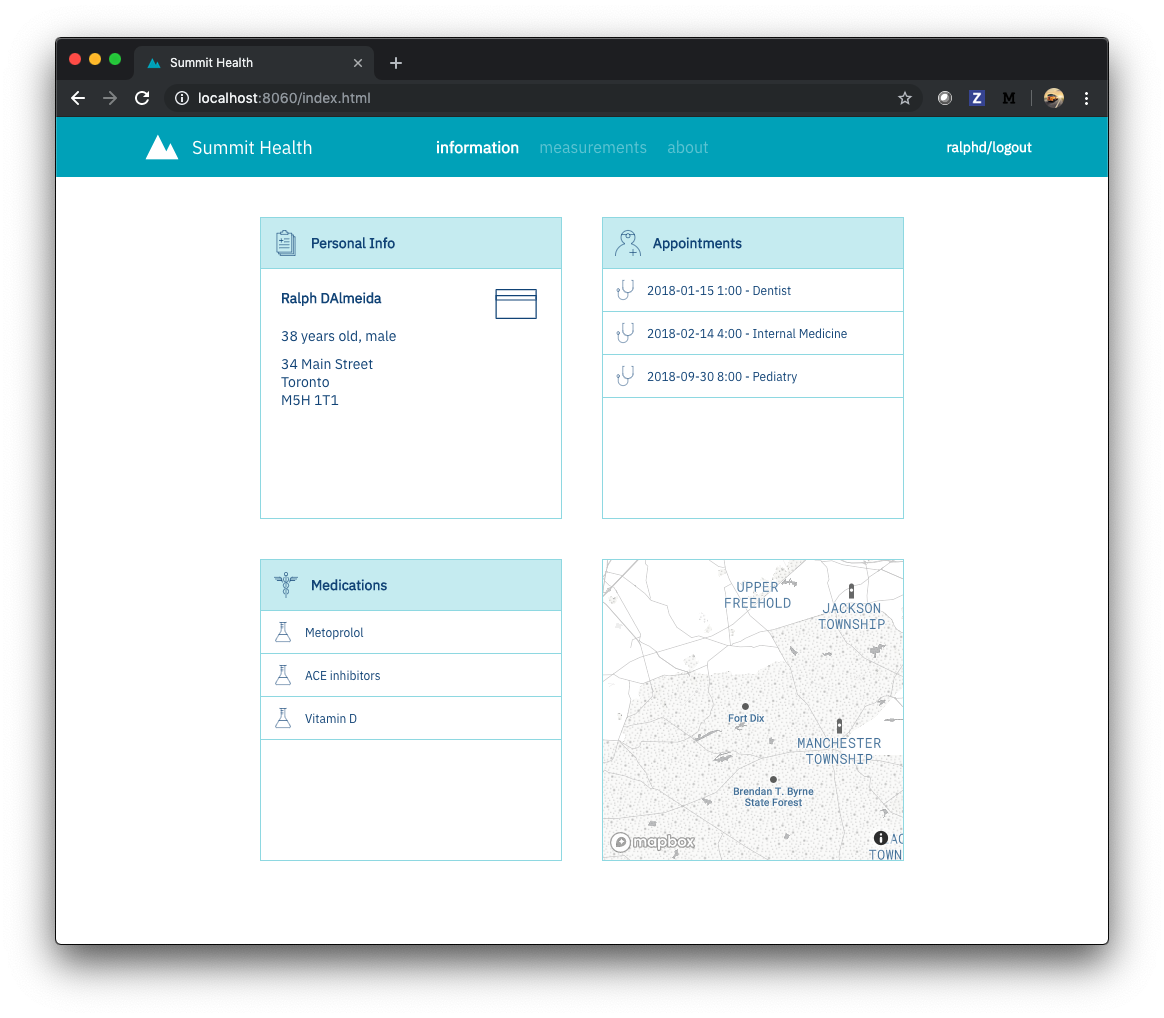 Summit Health
localhost:8060/index.html
Z
M
Summit Health
information
measurements
about
ralphd/logout
Personal Info
Ralph DAlmeida
38 years old, male
34 Main Street
Toronto
M5H 1T1
Appointments
2018-01-15 1:00 - Dentist
2018-02-14 4:00 - Internal Medicine
2018-09-30 8:00 - Pediatry
Medications
Metoprolol
ACE inhibitors
Vitamin D
UPPER
FREEHOLD
JACKSON
TOWNSHIP
Fort Dix
MANCHESTER
TOWNSHIP
Brendan T. Byrne
State Forest
mapbox
AC
TOWN